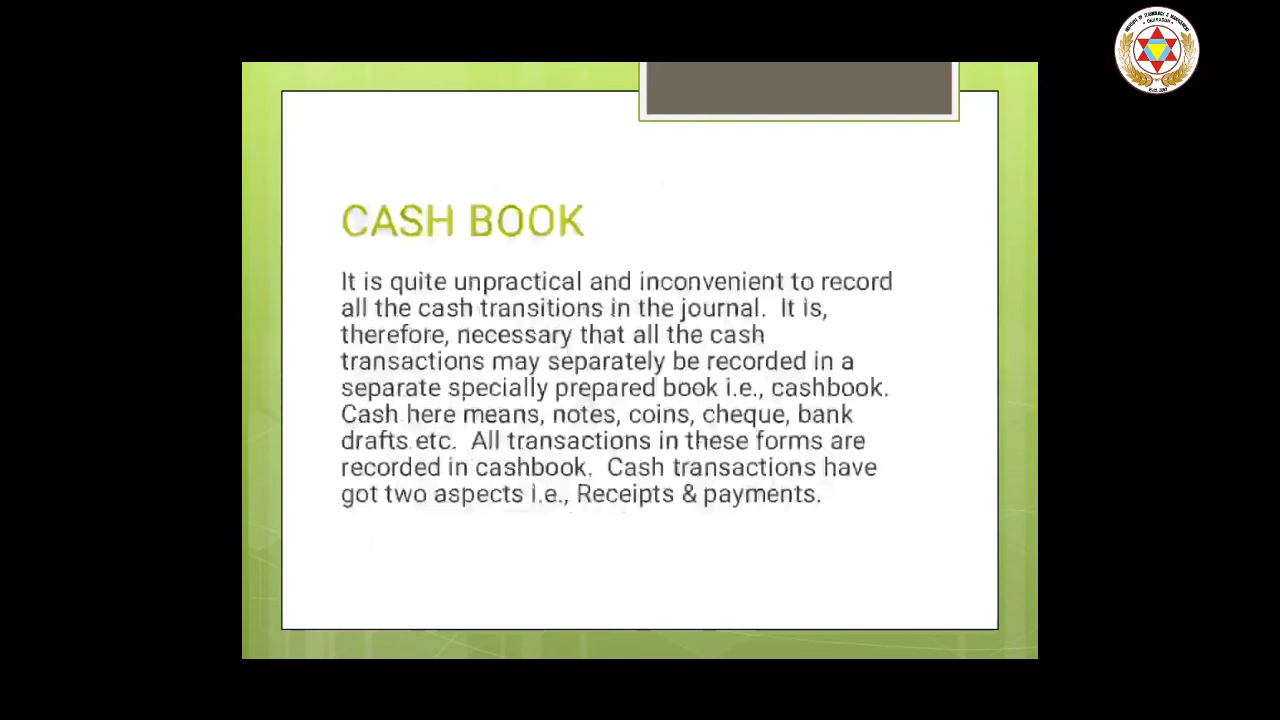 CASH BOOK
It is quite unpractical and inconvenient to record
all the cash transitions in the journal. It is,
therefore, necessary that all the cash
transactions may separately be recorded in a
separate specially prepared book i.e., cashbook.
Cash here means, notes, coins, cheque, bank
drafts etc. All transactions in these forms are
recorded in cashbook. Cash transactions have
got two aspects i.e., Receipts & payments.